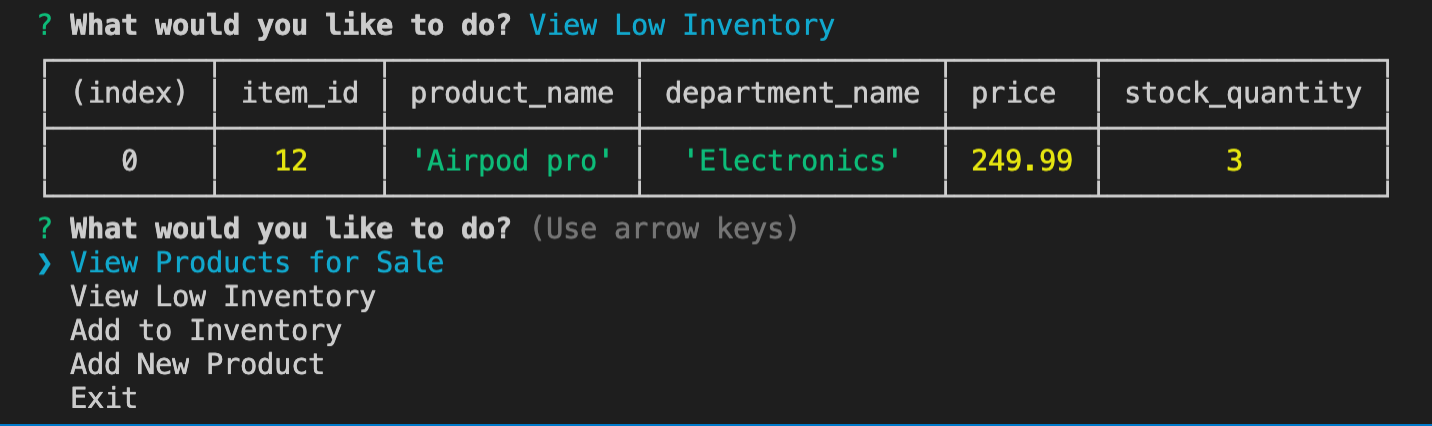 ? What would you like to do? View Low Inventory
(index) item_id product_name department_name price stock_quantity
0 12 'Airpod pro' 'Electronics' 249.99 3
? What would you like to do? (Use arrow keys)
❯ View Products for Sale
View Low Inventory
Add to Inventory
Add New Product
Exit